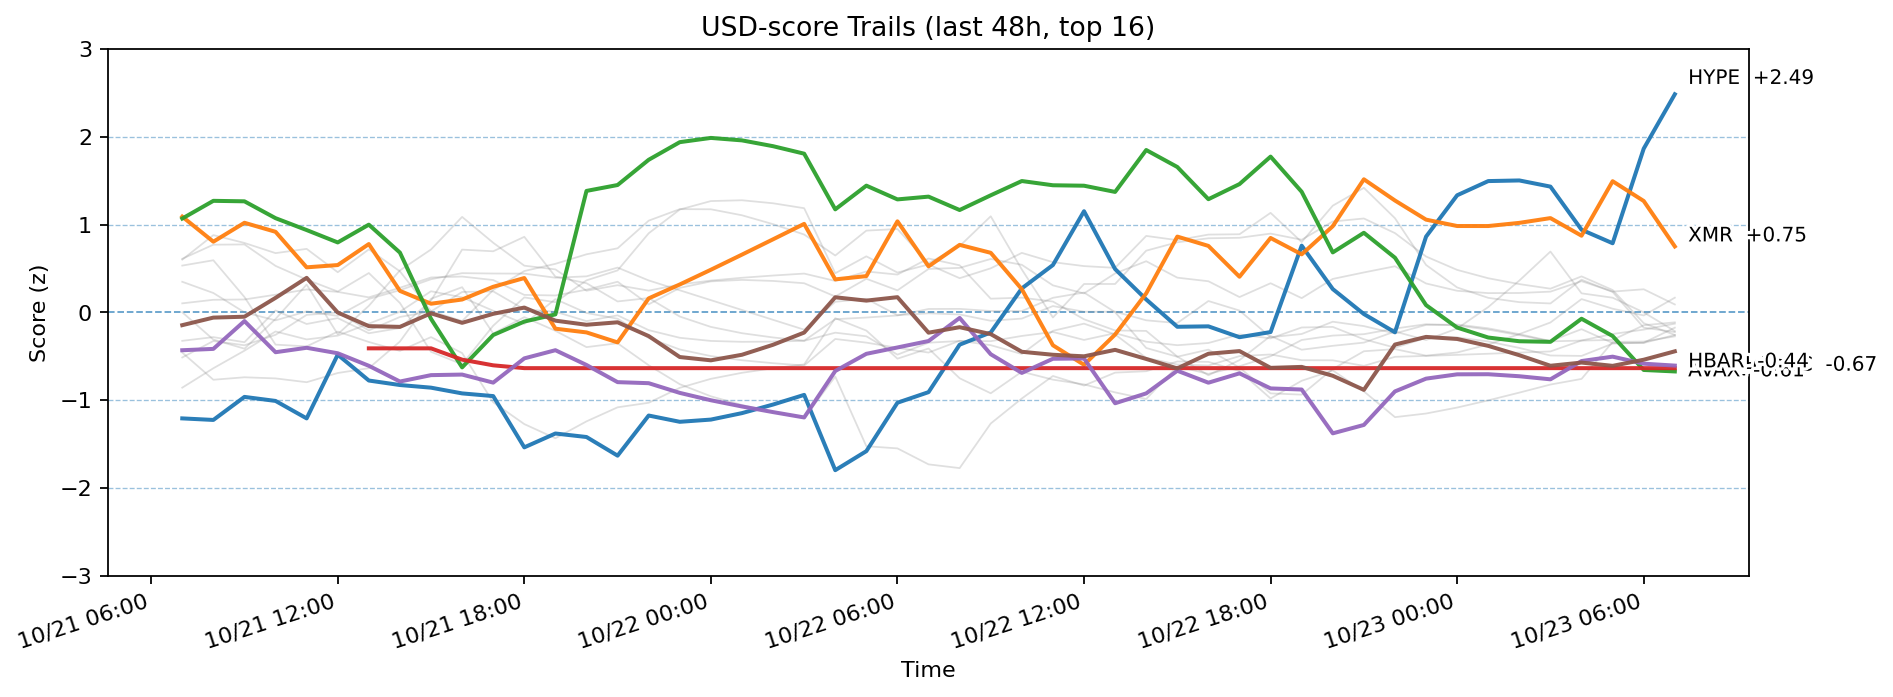 USD-score Trails (last 48h, top 16)
3
2
1
0
−1
−2
−3
Score (z)
HYPE +2.49
XMR +0.75
HBAR -0.44
-0.67
AVAX -0.61
10/21 06:00
10/21 12:00
10/21 18:00
10/22 00:00
10/22 06:00
10/22 12:00
10/22 18:00
10/23 00:00
10/23 06:00
Time